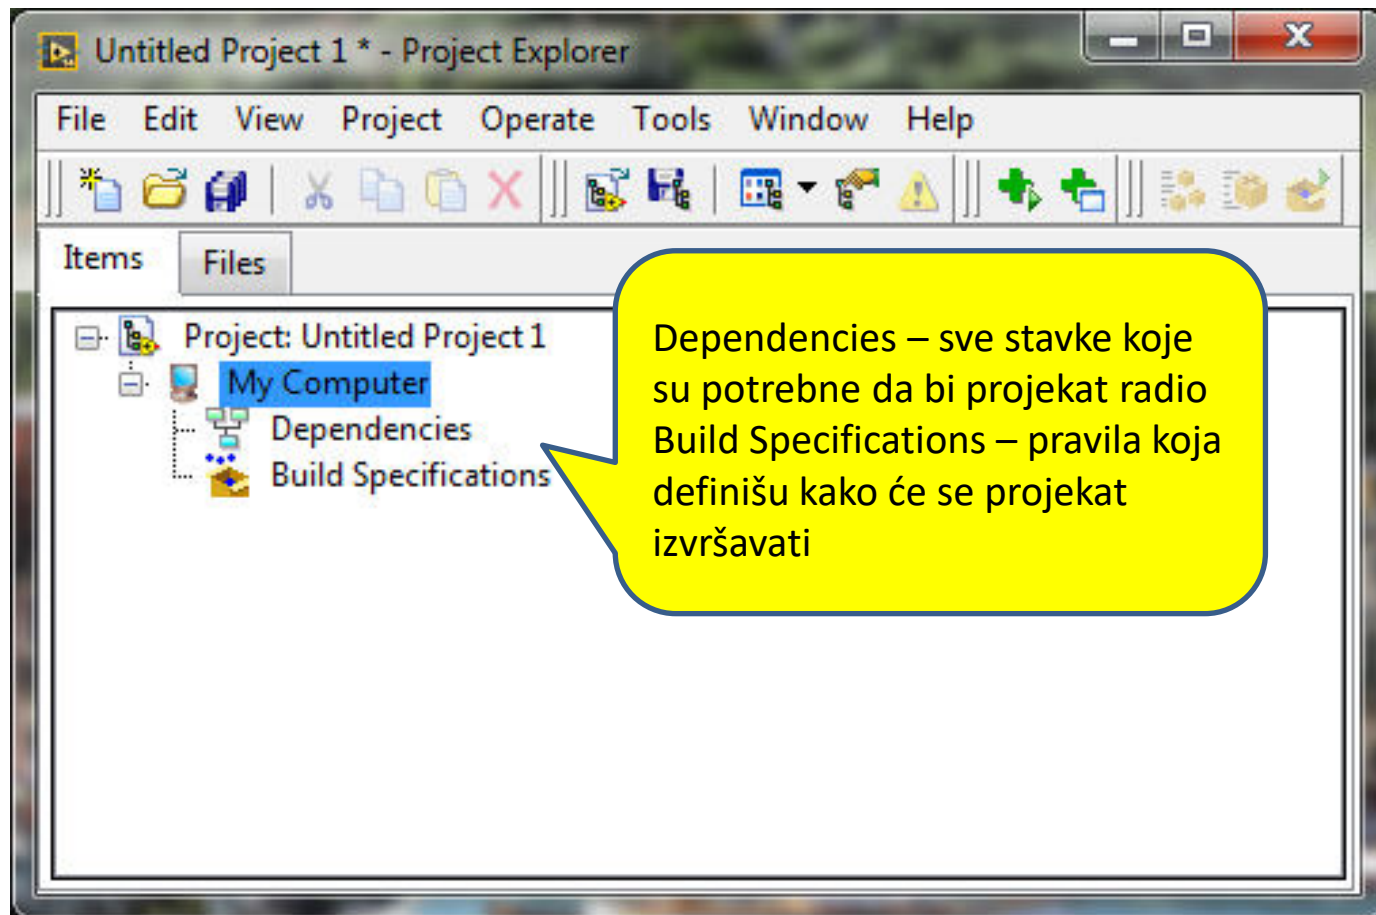 Untitled Project 1 * - Project Explorer
File Edit View Project Operate Tools Window Help
Items Files
Project: Untitled Project 1
My Computer
Dependencies
Build Specifications
Dependencies – sve stavke koje
su potrebne da bi projekat radio
Build Specifications – pravila koja
definišu kako će se projekat
izvršavati